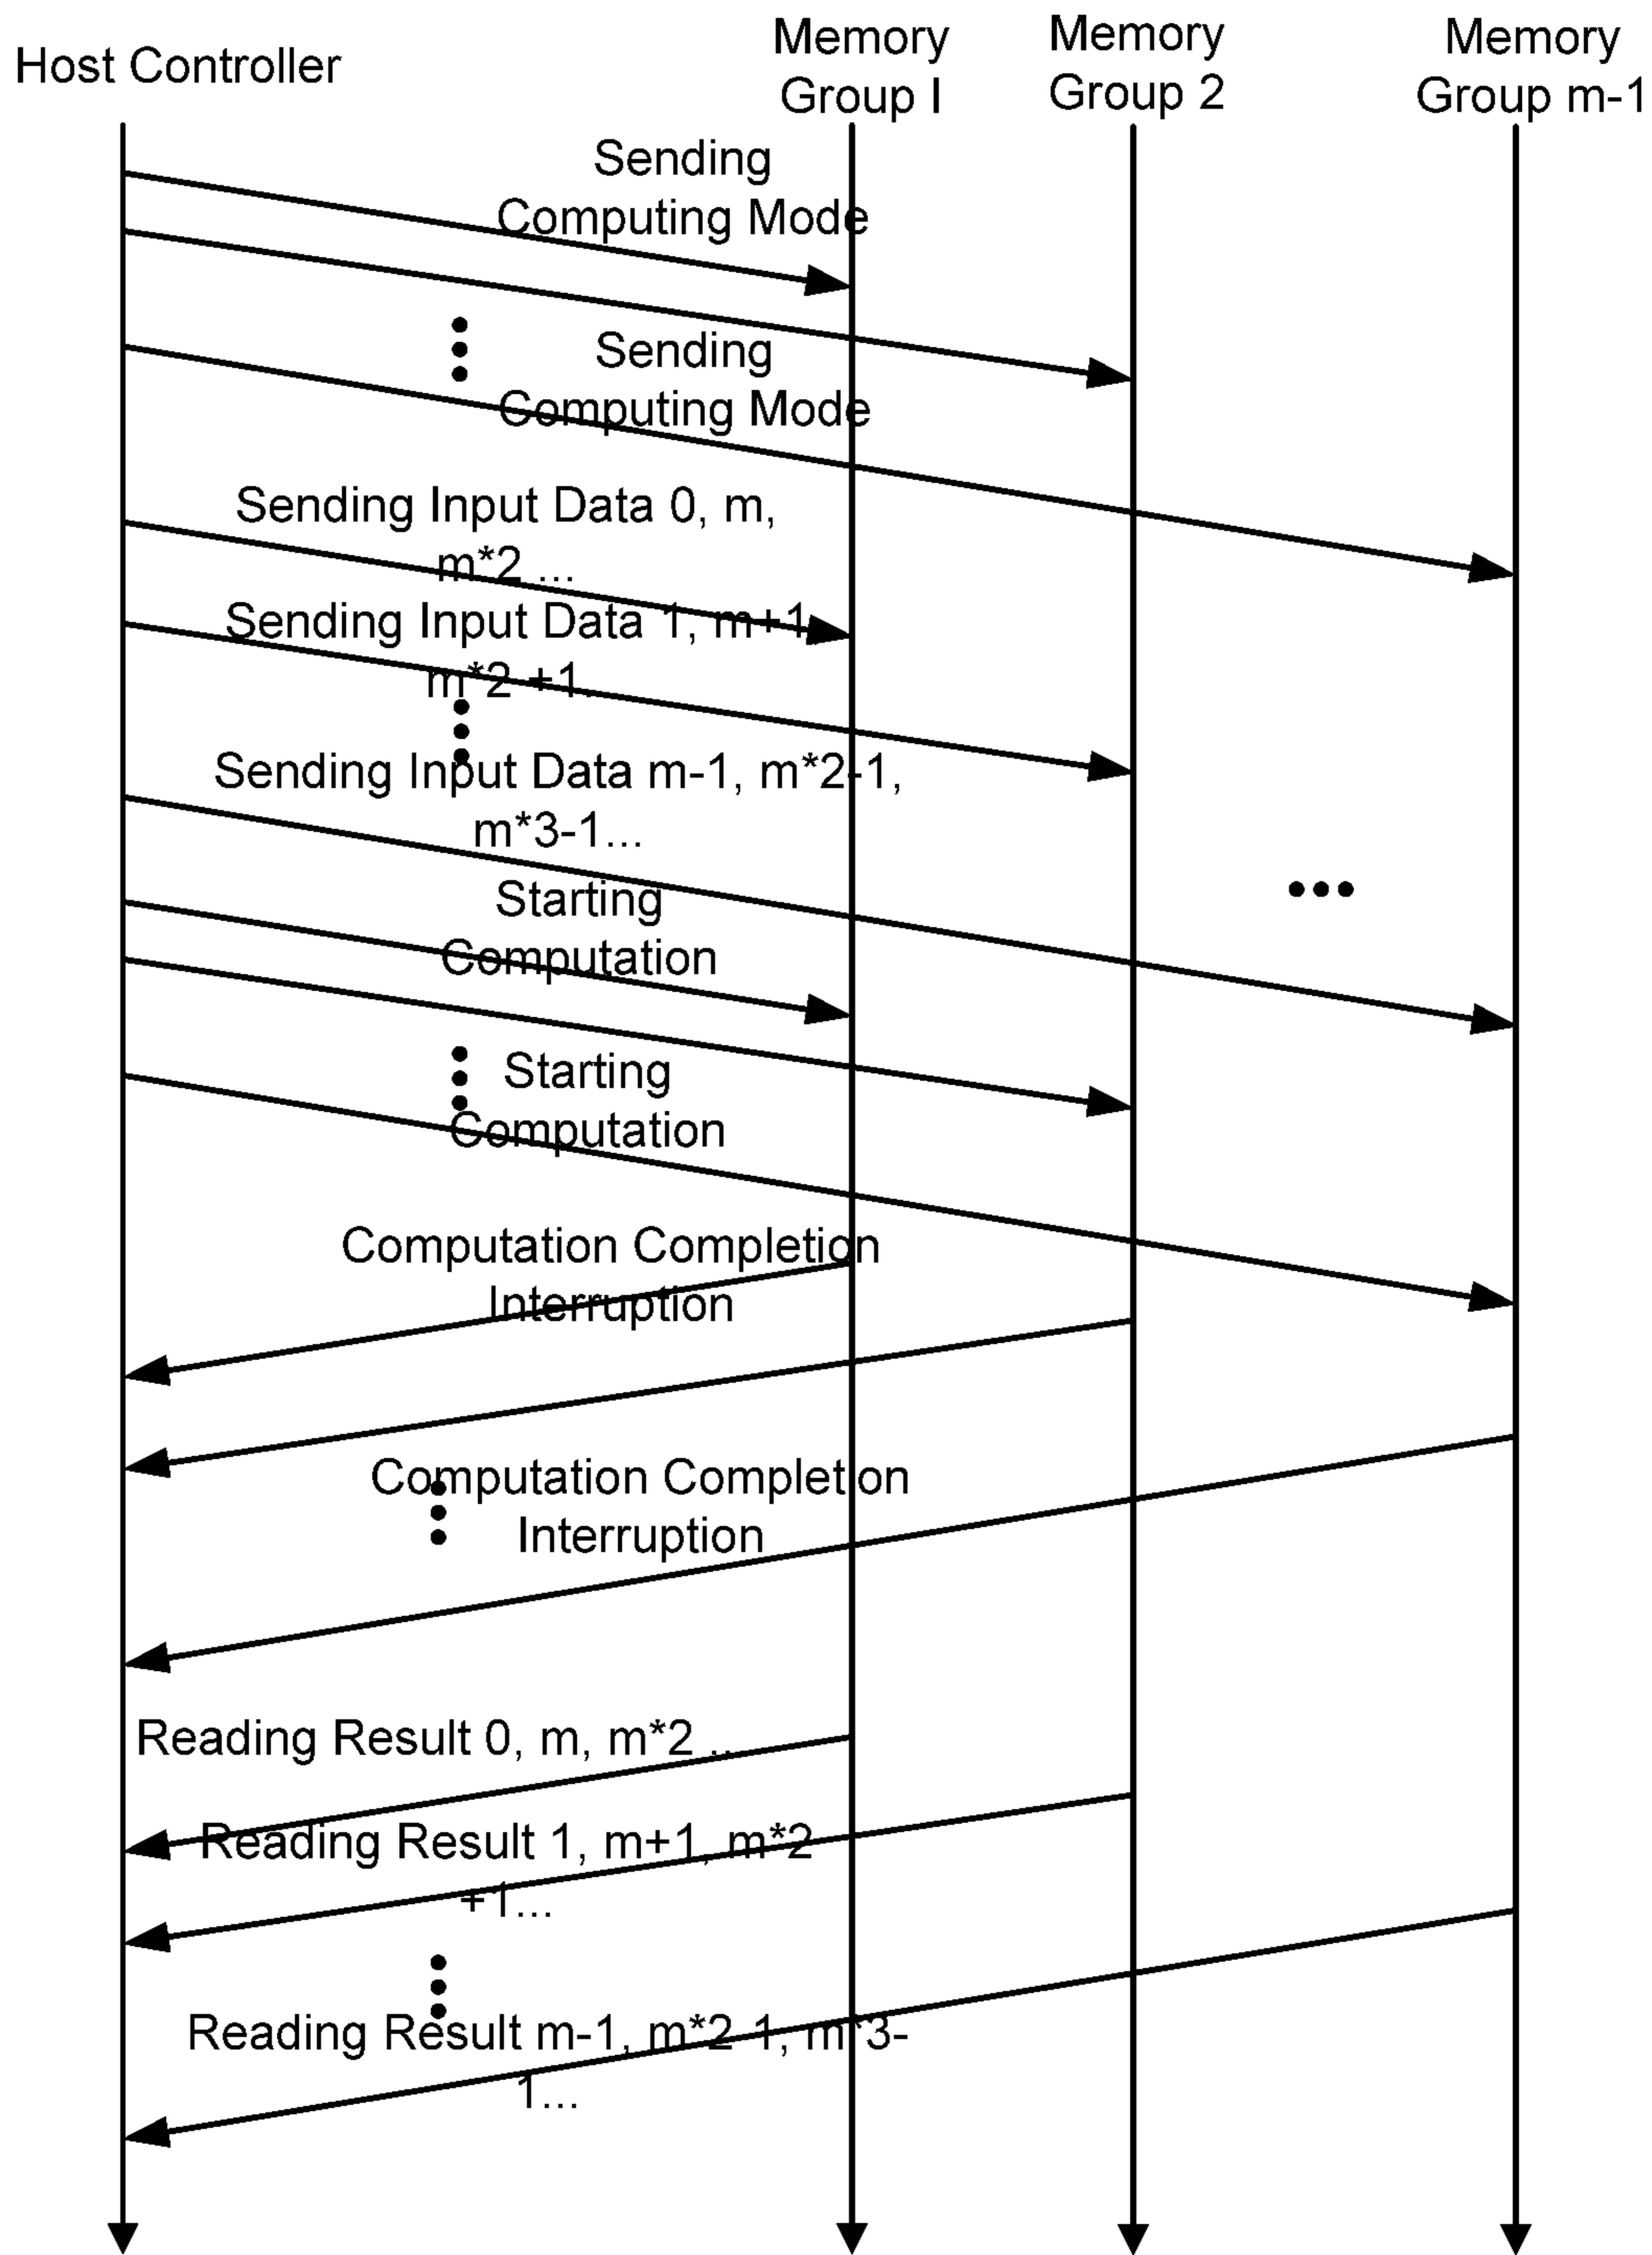 Host Controller
Memory
Group I
Memory
Group 2
Memory
Group m-1
Sending
Computing Mode
Sending
Computing Mode
Sending Input Data 0, m,
m*2 ...
Sending Input Data 1, m+1
m*2 +1.
Sending Input Data m-1, m*2-1,
m*3-1...
Starting
Computation
Starting
Computation
Computation Completion
Interruption
Computation Completion
Interruption
Reading Result 0, m, m*2 ...
Reading Result 1, m+1, m*2
+1...
Reading Result m-1, m*2-1, m*3-
1...